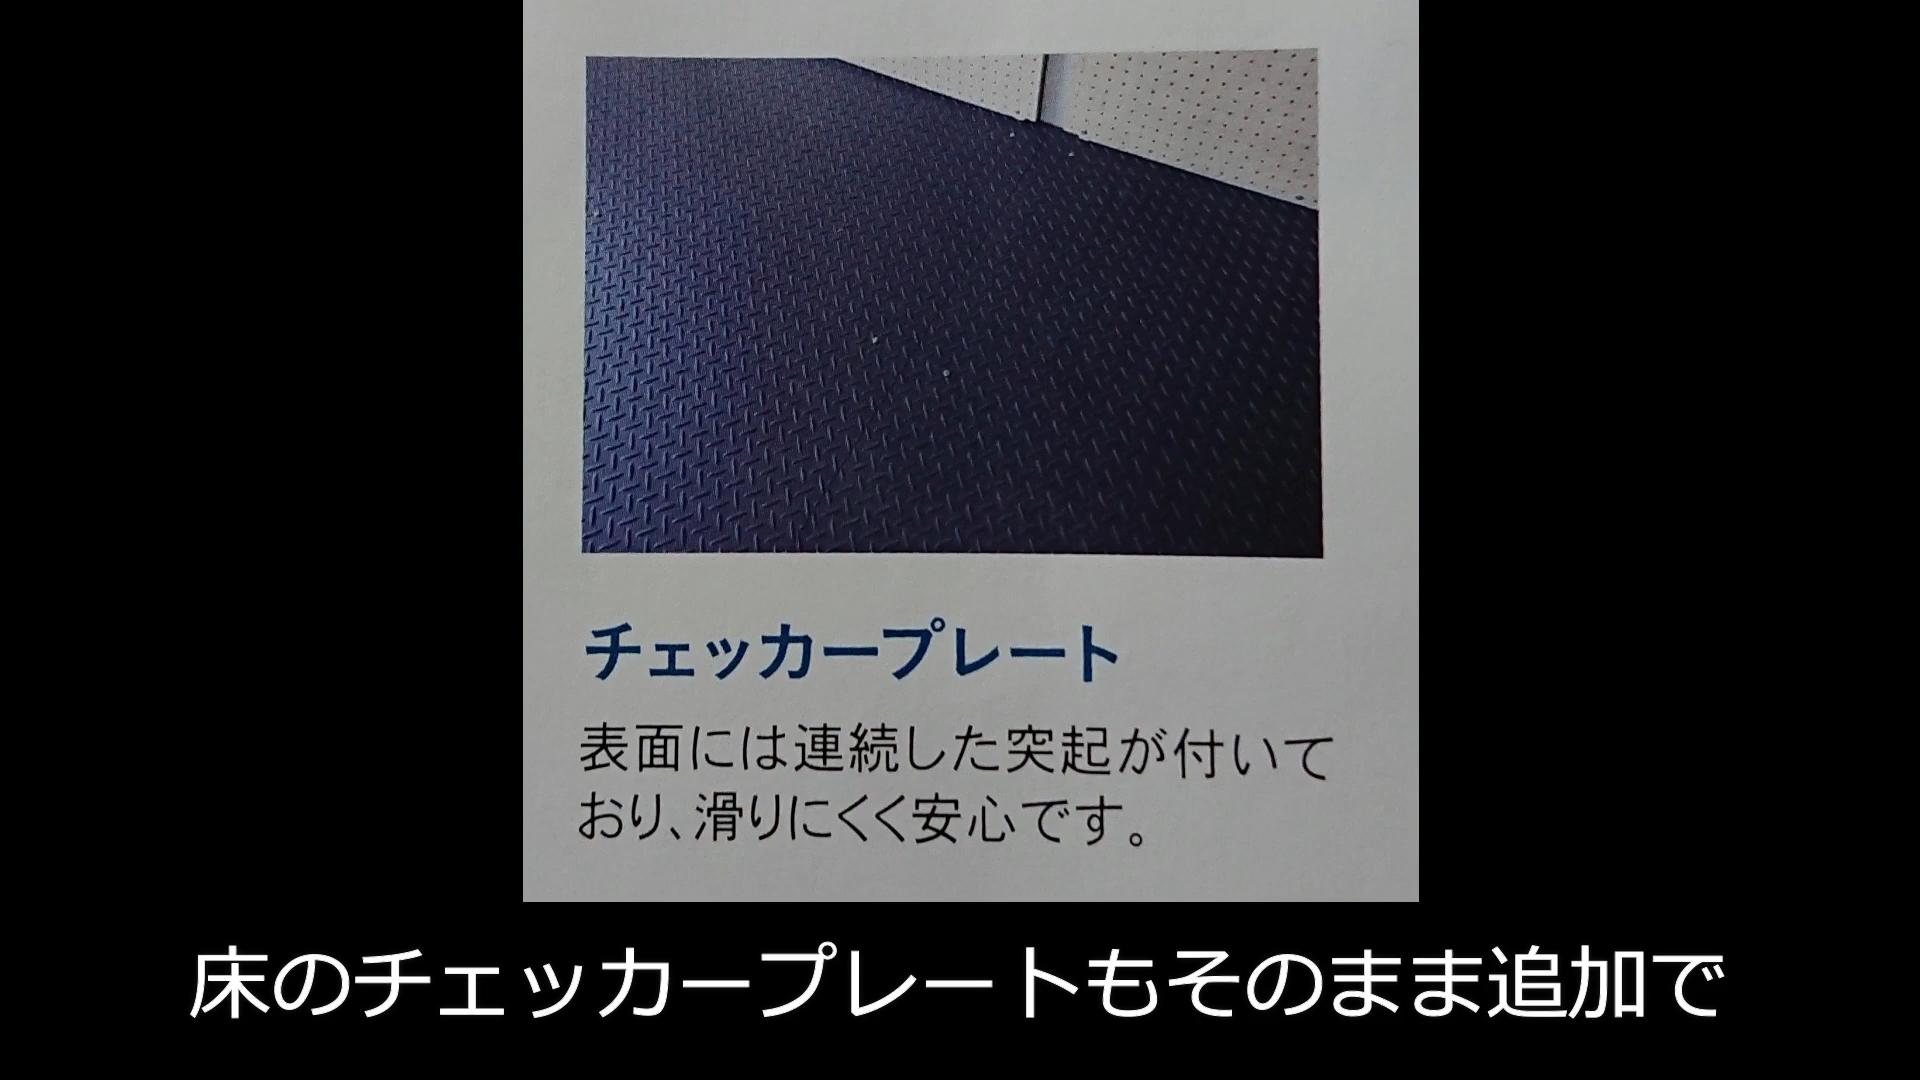 チェッカープレート
表面には連続した突起が付いて
おり、滑りにくく安心です。
床のチェッカープレートもそのまま追加で